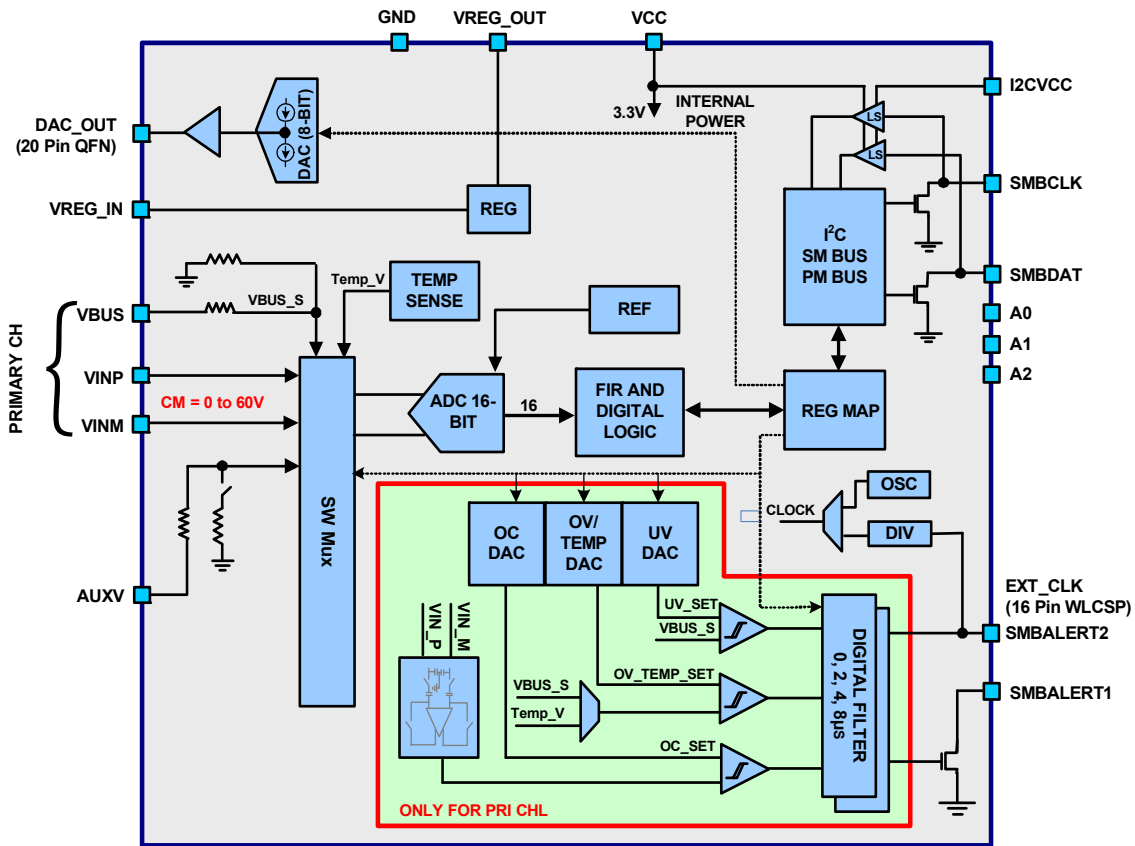 GND
VREG_OUT
VCC
I2CVCC
3.3V
INTERNAL
POWER
LS
LS
DAC_OUT
(20 Pin QFN)
DAC (8-BIT)
SMBCLK
VREG_IN
REG
I²C
SM BUS
PM BUS
SMBDAT
Temp_V
TEMP
SENSE
VBUS_S
REF
VBUS
A0
A1
A2
PRIMARY CH
VINP
CM = 0 to 60V
VINM
ADC 16-
BIT
16
FIR AND
DIGITAL
LOGIC
REG MAP
SW Mux
OSC
CLOCK
DIV
OC
DAC
OV/
TEMP
DAC
UV
DAC
AUXV
EXT_CLK
(16 Pin WLCSP)
SMBALERT2
UV_SET
VBUS_S
VIN_P
VIN_M
DIGITAL FILTER
0, 2, 4, 8µs
OV_TEMP_SET
VBUS_S
Temp_V
SMBALERT1
OC_SET
ONLY FOR PRI CHL